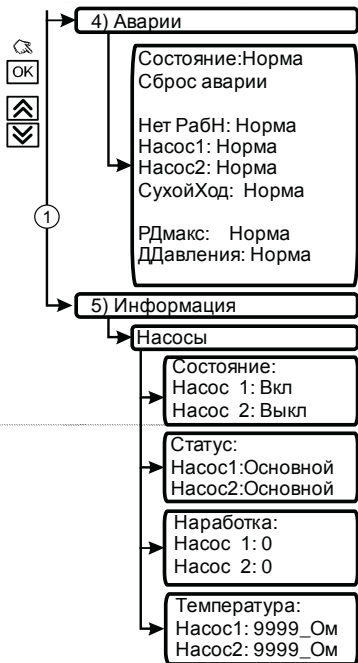 4) Аварии
OK
Состояние:Норма
Сброс аварии
Нет РабН: Норма
Насос1: Норма
Насос2: Норма
СухойХод: Норма
1
РДмакс: Норма
ДДавления: Норма
5) Информация
Насосы
Состояние:
Насос 1: Вкл
Насос 2: Выкл
Статус:
Насос1:Основной
Насос2:Основной
Наработка:
Насос 1: 0
Насос 2: 0
Температура:
Насос1: 9999_Ом
Насос2: 9999_Ом